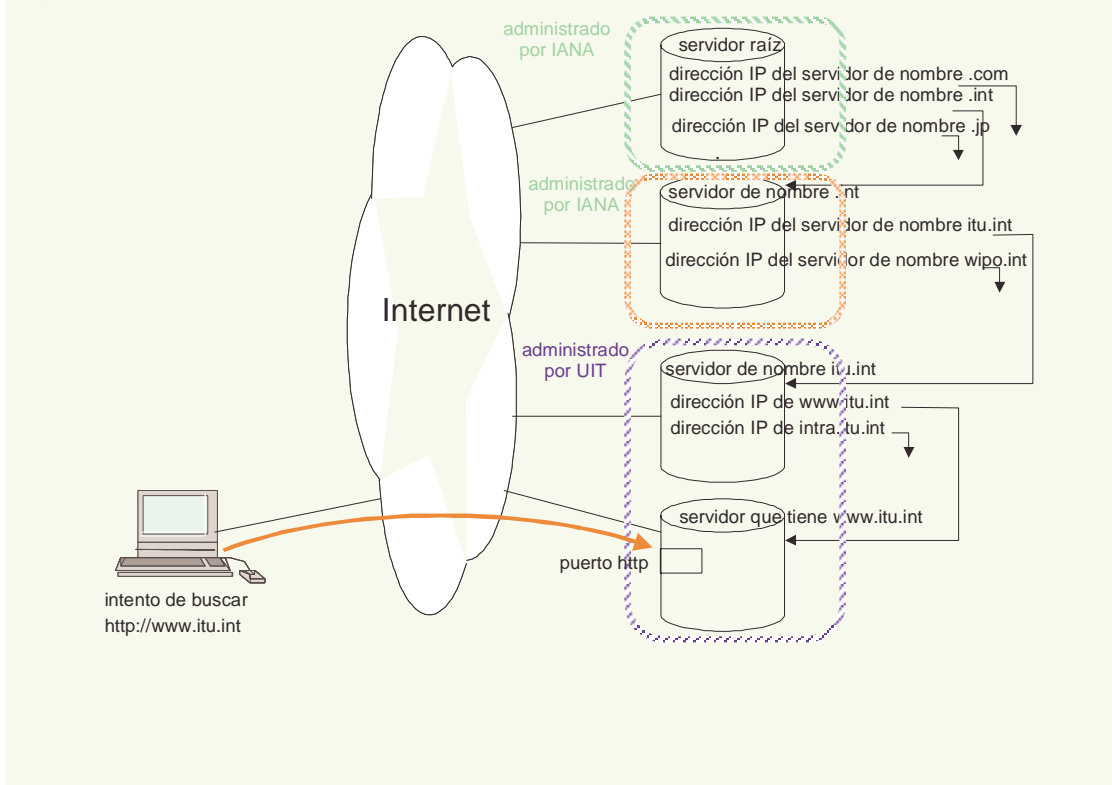 administrado
por IANA
servidor raíz
dirección IP del servidor de nombre .com
dirección IP del servidor de nombre .int
dirección IP del servidor de nombre .jp
.
administrado
por IANA
servidor de nombre .int
dirección IP del servidor de nombre itu.int
dirección IP del servidor de nombre wipo.int
Internet
administrado
por UIT
servidor de nombre itu.int
dirección IP de www.itu.int
dirección IP de intra.itu.int
servidor que tiene www.itu.int
puerto http
intento de buscar
http://www.itu.int